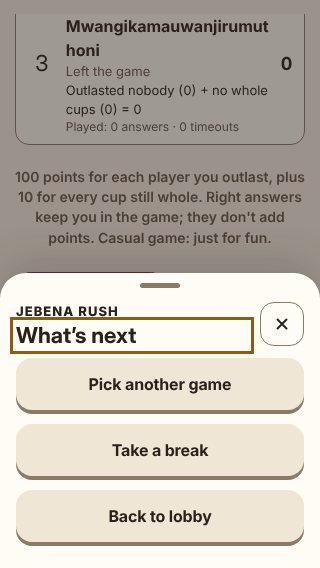 Mwangikamauwanjirumut
honi
3
0
Left the game
Outlasted nobody (0) + no whole
cups (0) = 0
Played: 0 answers · 0 timeouts
100 points for each player you outlast, plus
10 for every cup still whole. Right answers
keep you in the game; they don't add
points. Casual game: just for fun.
JEBENA RUSH
What's next
×
Pick another game
Take a break
Back to lobby